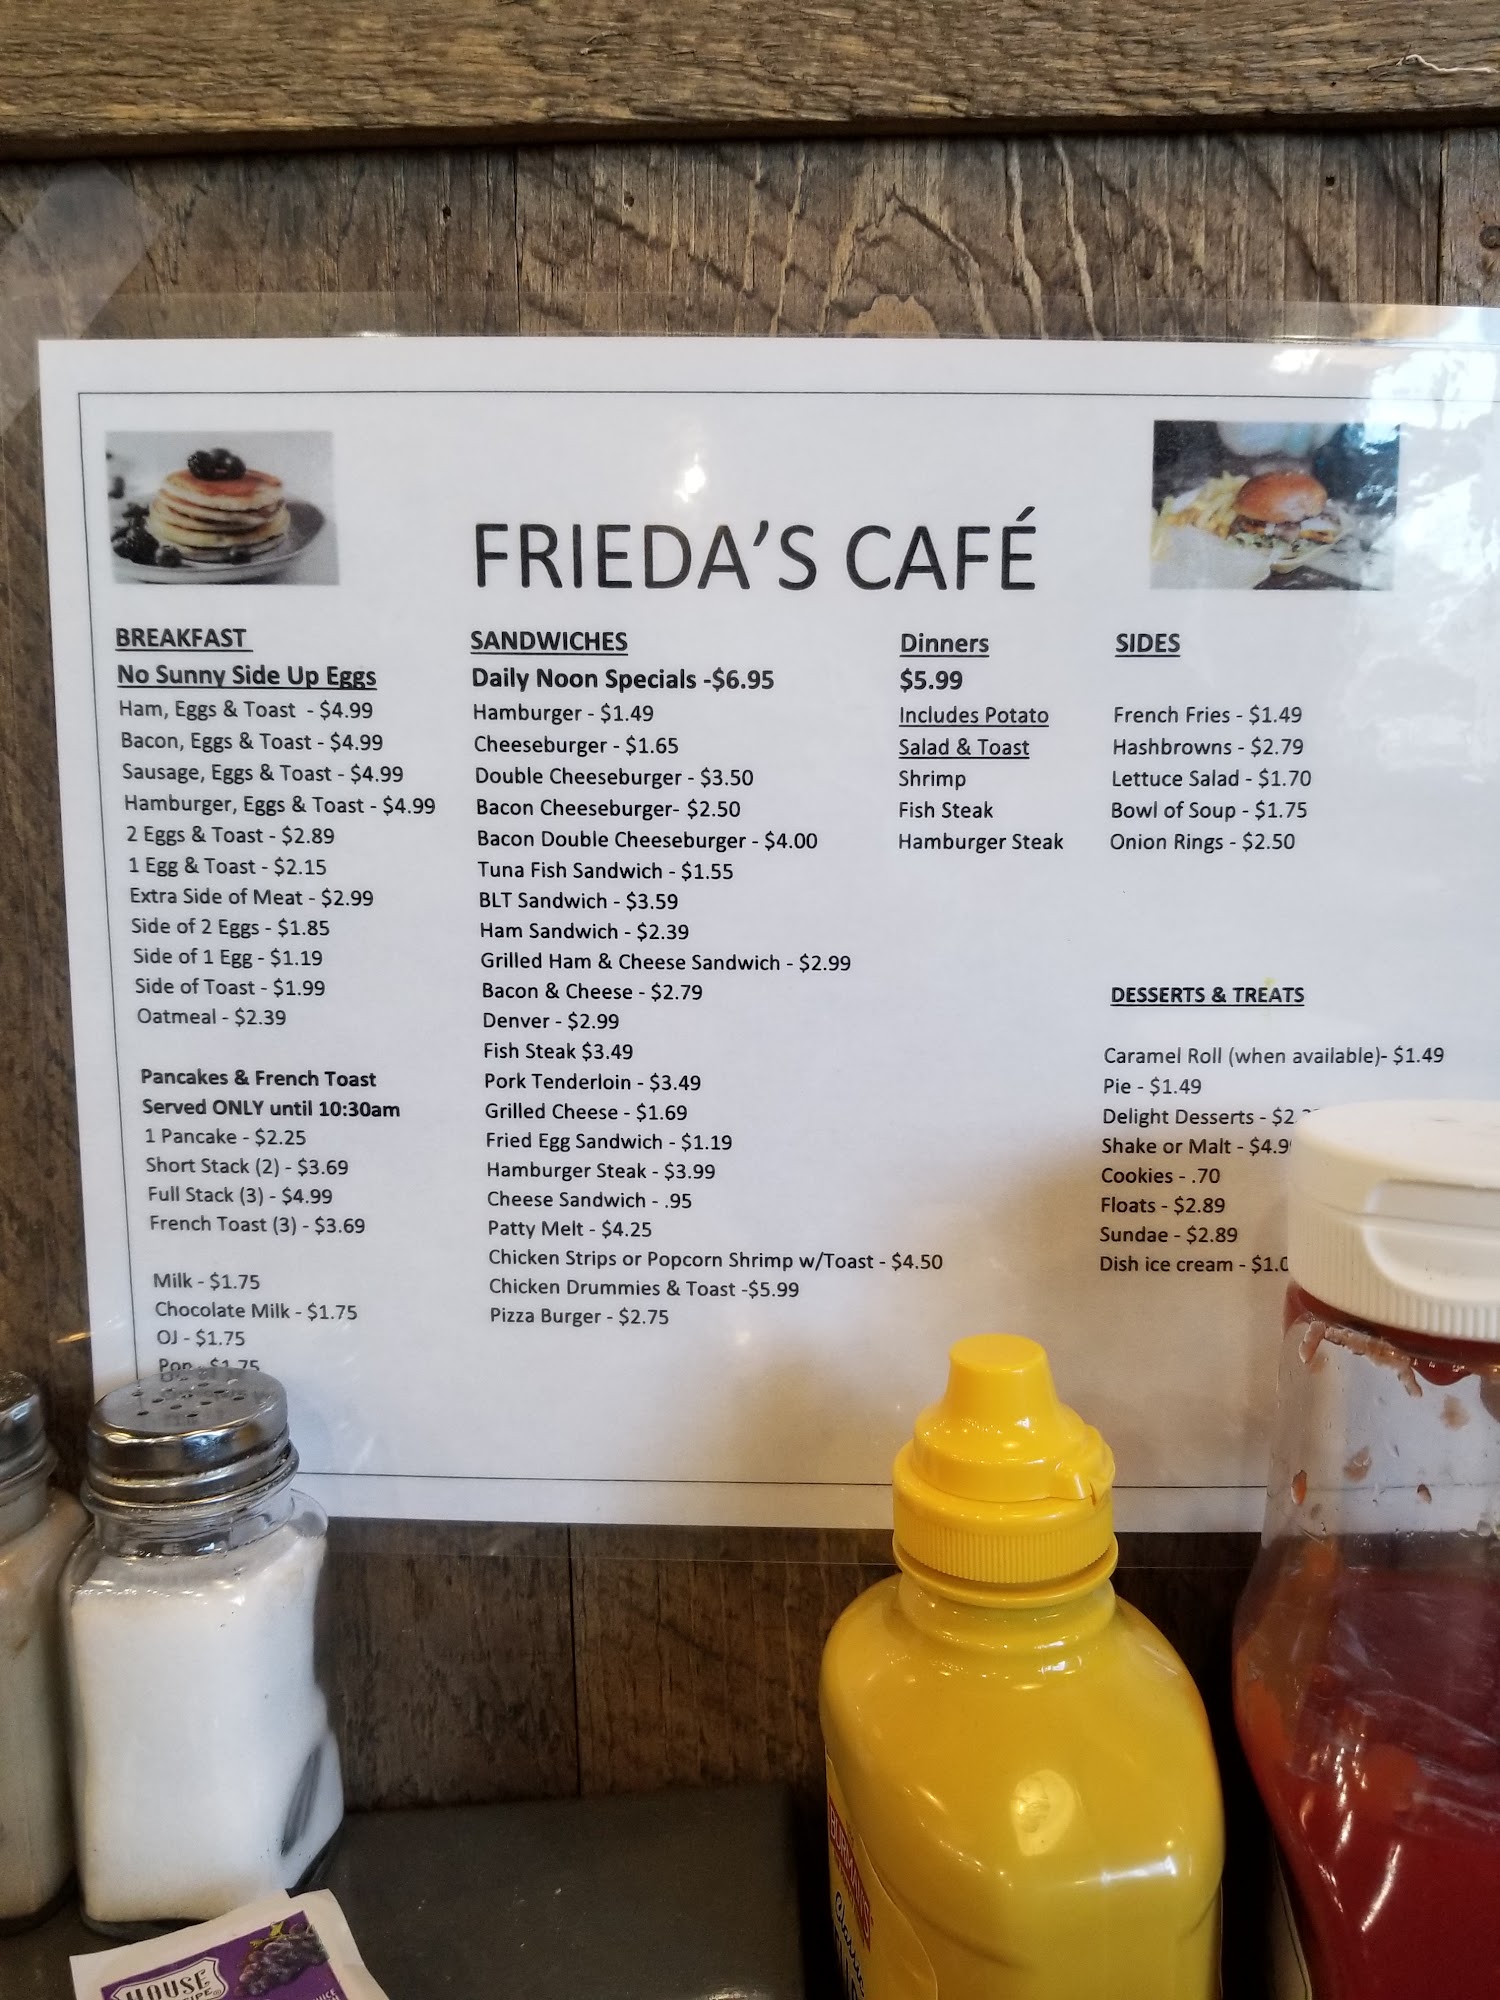 FRIEDA'S CAFÉ
BREAKFAST
No Sunny Side Up Eggs
Ham, Eggs & Toast - $4.99
Bacon, Eggs & Toast - $4.99
Sausage, Eggs & Toast - $4.99
Hamburger, Eggs & Toast - $4.99
2 Eggs & Toast - $2.89
1 Egg & Toast - $2.15
Extra Side of Meat - $2.99
Side of 2 Eggs - $1.85
Side of 1 Egg - $1.19
Side of Toast - $1.99
Oatmeal - $2.39
Pancakes & French Toast
Served ONLY until 10:30am
1 Pancake - $2.25
Short Stack (2) - $3.69
Full Stack (3) - $4.99
French Toast (3) - $3.69
Milk - $1.75
Chocolate Milk - $1.75
OJ - $1.75
Pop - $1.75
SANDWICHES
Daily Noon Specials -$6.95
Hamburger - $1.49
Cheeseburger - $1.65
Double Cheeseburger - $3.50
Bacon Cheeseburger- $2.50
Bacon Double Cheeseburger - $4.00
Tuna Fish Sandwich - $1.55
BLT Sandwich - $3.59
Ham Sandwich - $2.39
Grilled Ham & Cheese Sandwich - $2.99
Bacon & Cheese - $2.79
Denver - $2.99
Fish Steak $3.49
Pork Tenderloin - $3.49
Grilled Cheese - $1.69
Fried Egg Sandwich - $1.19
Hamburger Steak - $3.99
Cheese Sandwich - .95
Patty Melt - $4.25
Chicken Strips or Popcorn Shrimp w/Toast - $4.50
Chicken Drummies & Toast -$5.99
Pizza Burger - $2.75
Dinners
$5.99
Includes Potato
Salad & Toast
Shrimp
Fish Steak
Hamburger Steak
SIDES
French Fries - $1.49
Hashbrowns - $2.79
Lettuce Salad - $1.70
Bowl of Soup - $1.75
Onion Rings - $2.50
DESSERTS & TREATS
Caramel Roll (when available)- $1.49
Pie - $1.49
Delight Desserts -
Shake or Malt -
Cookies - .70
Floats - $2.89
Sundae - $2.89
Dish ice cream -
BURMAN'S
HOUSE